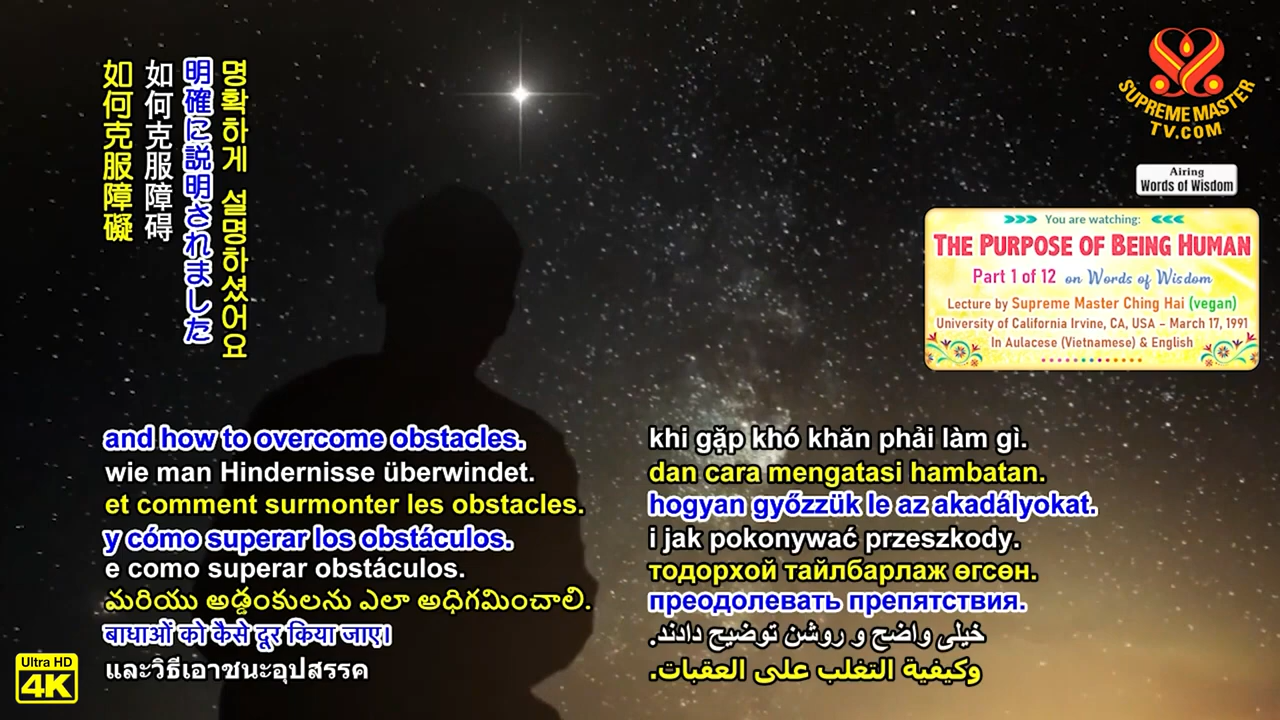 如何克服障礙
如何克服障碍
明確に説明されました
명확하게 설명하셨어요
SUPREME MASTER
TV.COM
Airing
Words of Wisdom
You are watching:
THE PURPOSE OF BEING HUMAN
Part 1 of 12 on Words of Wisdom
Lecture by Supreme Master Ching Hai (vegan)
University of California Irvine, CA, USA – March 17, 1991
In Aulacese (Vietnamese) & English
and how to overcome obstacles.
wie man Hindernisse überwindet.
et comment surmonter les obstacles.
y cómo superar los obstáculos.
e como superar obstáculos.
మరియు అడ్డంకులను ఎలా అధిగమించాలి.
बाधाओं को कैसे दूर किया जाए।
และวิธีเอาชนะอุปสรรค
khi gặp khó khăn phải làm gì.
dan cara mengatasi hambatan.
hogyan győzzük le az akadályokat.
i jak pokonywać przeszkody.
тодорхой тайлбарлаж өгсөн.
преодолевать препятствия.
خیلی واضح و روشن توضیح دادند.
وكيفية التغلب على العقبات.
Ultra HD
4K